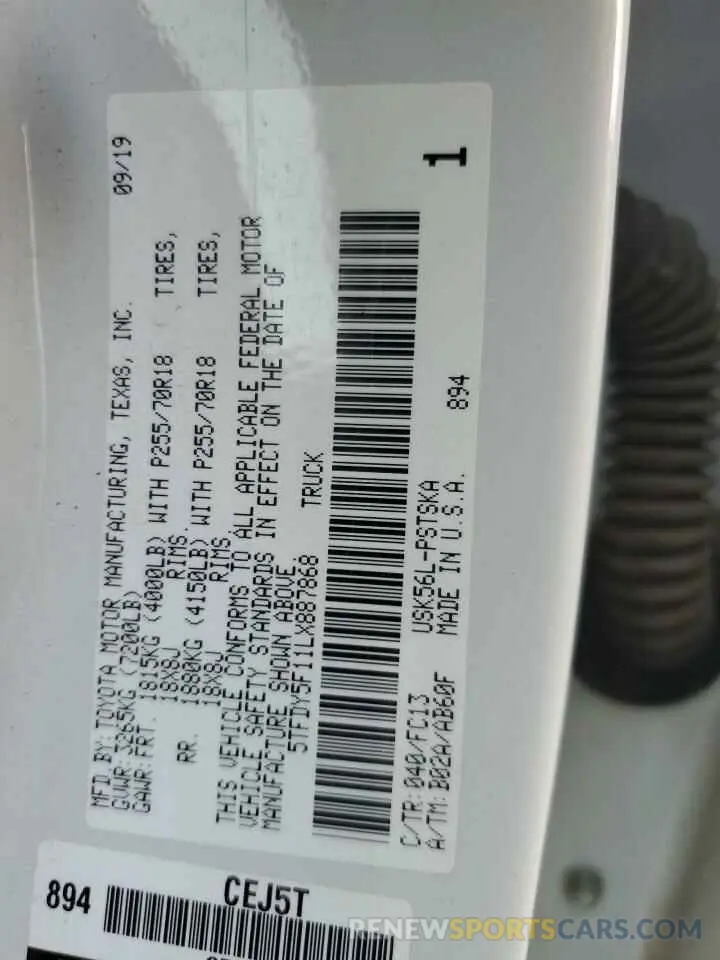 MFD BY: TOYOTA MOTOR MANUFACTURING, TEXAS, INC. 09/19
GVWR: 3265KG (7200LB)
GAWR: FRT. 1815KG (4000LB) WITH P255/70R18 TIRES,
18X8J RIMS,
RR. 1880KG (4150LB) WITH P255/70R18 TIRES,
18X8J RIMS
THIS VEHICLE CONFORMS TO ALL APPLICABLE FEDERAL MOTOR
VEHICLE SAFETY STANDARDS IN EFFECT ON THE DATE OF
MANUFACTURE SHOWN ABOVE.
5TFDY5F11LX887868 TRUCK
1
C/TR: 040/FC13 USK56L-PSTSKA 894
A/TM: B02A/AB60F MADE IN U.S.A.
894 CEJ5T
RENEWSPORTSCARS.COM